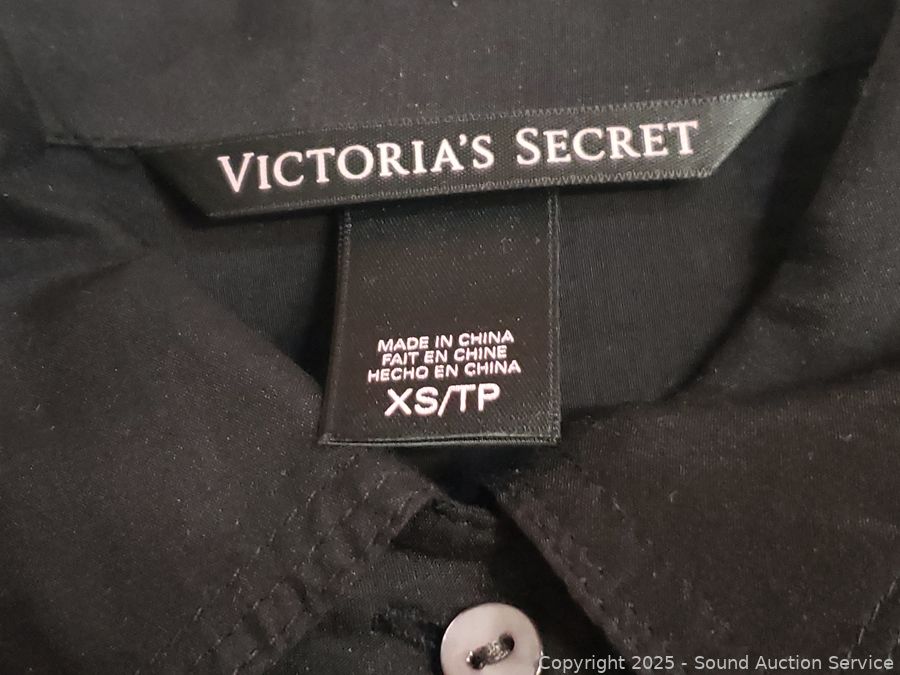 VICTORIA'S SECRET
MADE IN CHINA
FAIT EN CHINE
HECHO EN CHINA
XS/TP
Copyright 2025 - Sound Auction Service